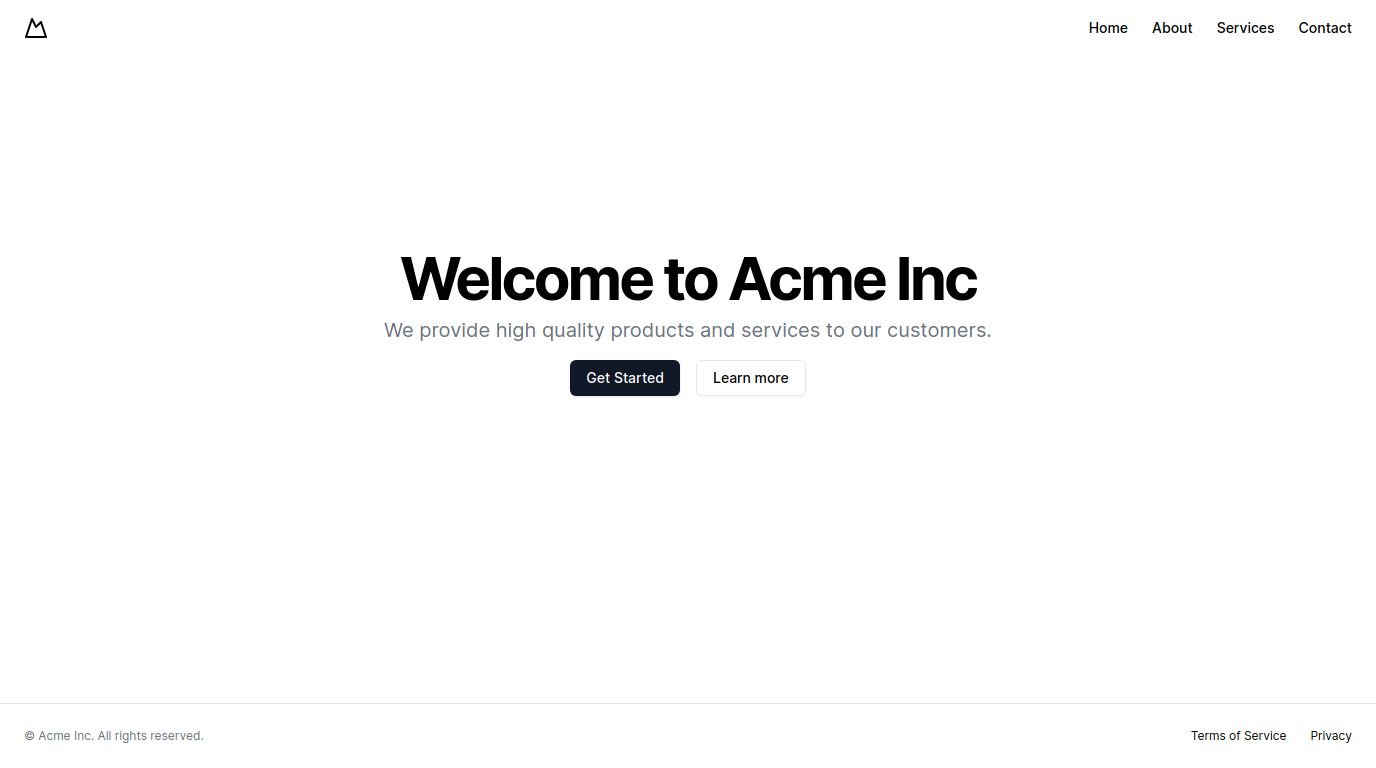 Home About Services Contact
Welcome to Acme Inc
We provide high quality products and services to our customers.
Get Started Learn more
© Acme Inc. All rights reserved. Terms of Service Privacy